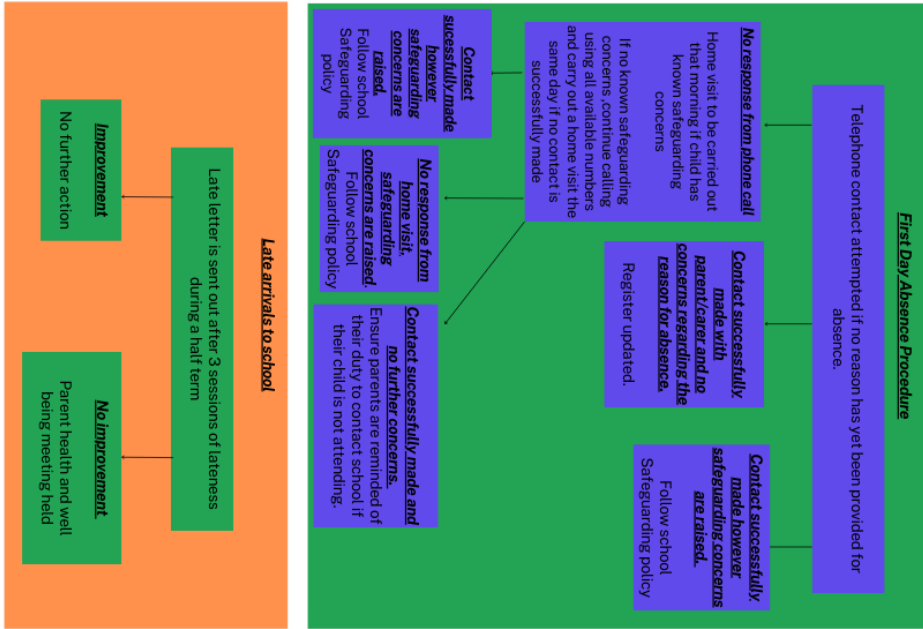 First Day Absence Procedure
Telephone contact attempted if no reason has yet been provided for
absence.
No response from phone call
Home visit to be carried out
that morning if child has
known safeguarding
concerns
If no known safeguarding
concerns ,continue calling
using all available numbers
and carry out a home visit the
same day if no contact is
successfully made
Contact successfully
made with
parent/carer and no
concerns regarding the
reason for absence.
Register updated.
Contact successfully
made however
safeguarding concerns
are raised.
Follow school
Safeguarding policy
Contact
sucessfully made
however
safeguarding
concerns are
raised.
Follow school
Safeguarding
policy
No response from
home visit,
safeguarding
concerns are raised.
Follow school
Safeguarding policy
Contact successfully made and
no further concerns.
Ensure parents are reminded of
their duty to contact school if
their child is not attending.
Late arrivals to school
Late letter is sent out after 3 sessions of lateness
during a half term
Improvement
No further action
No improvement
Parent health and well
being meeting held